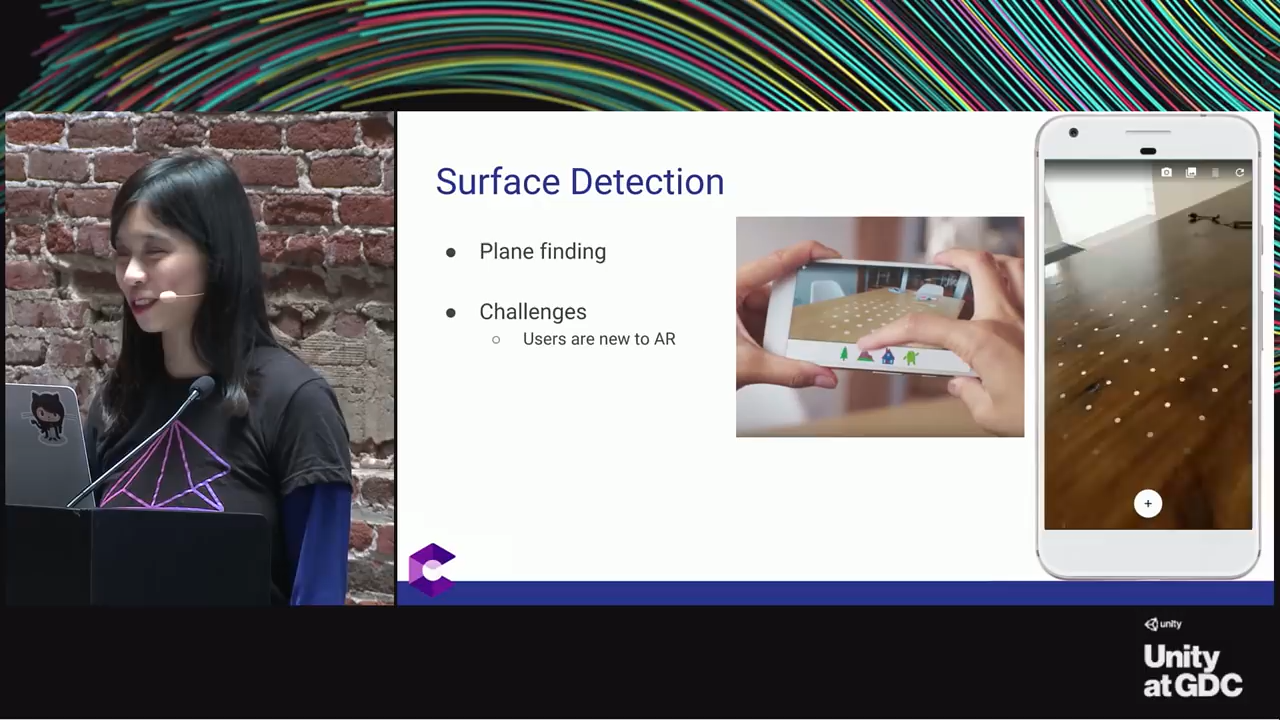 Surface Detection
● Plane finding
● Challenges
○ Users are new to AR
+
unity
Unity
at GDC